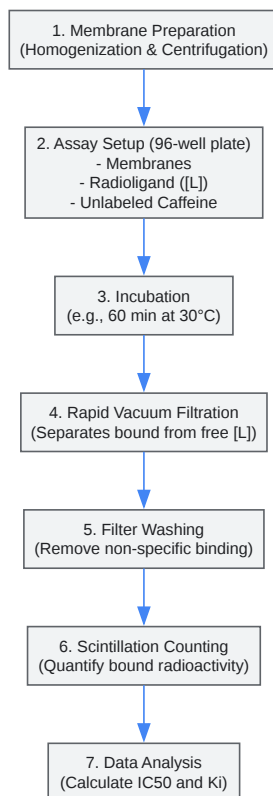 1. Membrane Preparation
(Homogenization & Centrifugation)
2. Assay Setup (96-well plate)
- Membranes
- Radioligand ([L])
- Unlabeled Caffeine
3. Incubation
(e.g., 60 min at 30°C)
4. Rapid Vacuum Filtration
(Separates bound from free [L])
5. Filter Washing
(Remove non-specific binding)
6. Scintillation Counting
(Quantify bound radioactivity)
7. Data Analysis
(Calculate IC50 and Ki)